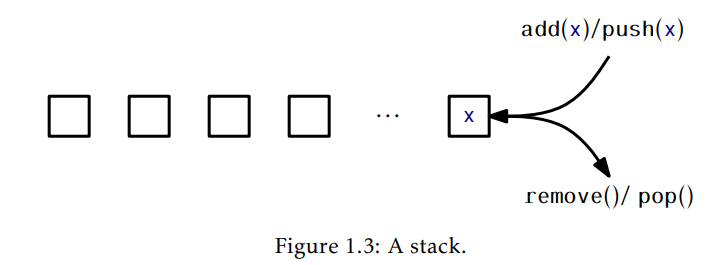 add(x)/push(x)
... x
remove()/ pop()
Figure 1.3: A stack.